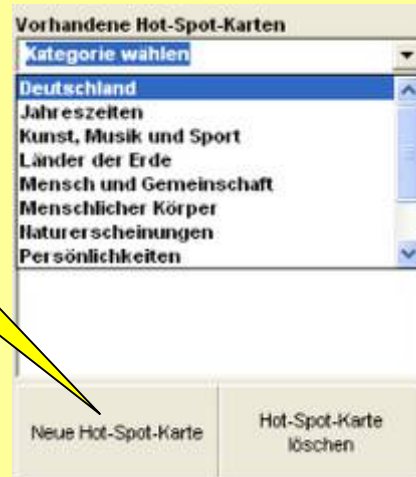 Vorhandene Hot-Spot-Karten
Kategorie wählen
Deutschland
Jahreszeiten
Kunst, Musik und Sport
Länder der Erde
Mensch und Gemeinschaft
Menschlicher Körper
Naturerscheinungen
Persönlichkeiten
Neue Hot-Spot-Karte
Hot-Spot-Karte
löschen